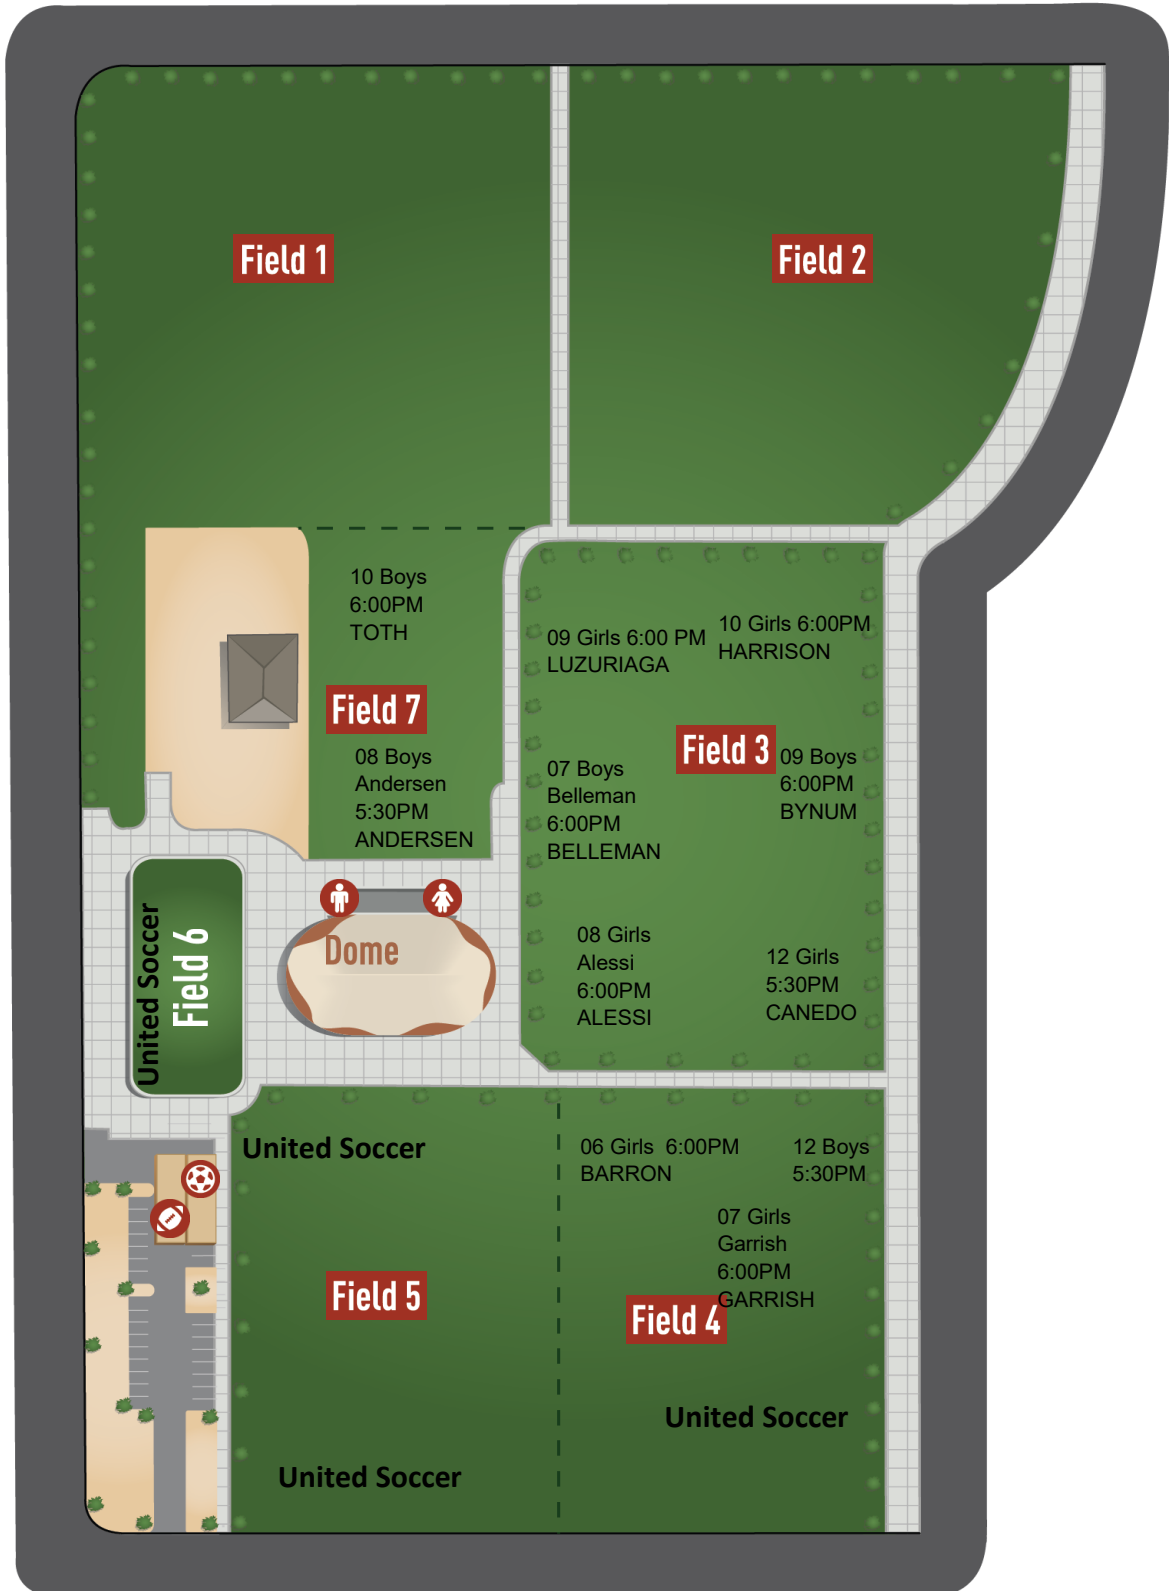 Field 1
Field 2
10 Boys
6:00PM
TOTH
09 Girls 6:00 PM
LUZURIAGA
10 Girls 6:00PM
HARRISON
Field 7
Field 3
08 Boys
Andersen
5:30PM
ANDERSEN
07 Boys
Belleman
6:00PM
BELLEMAN
09 Boys
6:00PM
BYNUM
United Soccer
Field 6
Dome
08 Girls
Alessi
6:00PM
ALESSI
12 Girls
5:30PM
CANEDO
United Soccer
06 Girls  6:00PM
BARRON
12 Boys
5:30PM
07 Girls
Garrish
6:00PM
GARRISH
Field 5
Field 4
United Soccer
United Soccer